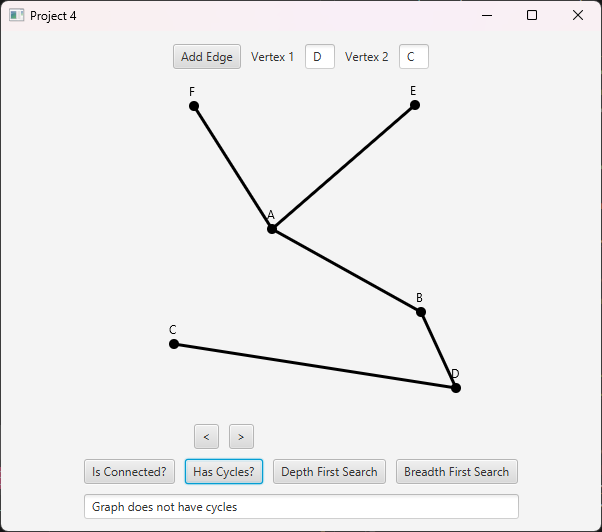 Project 4
Add Edge Vertex 1 D Vertex 2 C
F E
A
B
C
D
< >
Is Connected? Has Cycles? Depth First Search Breadth First Search
Graph does not have cycles